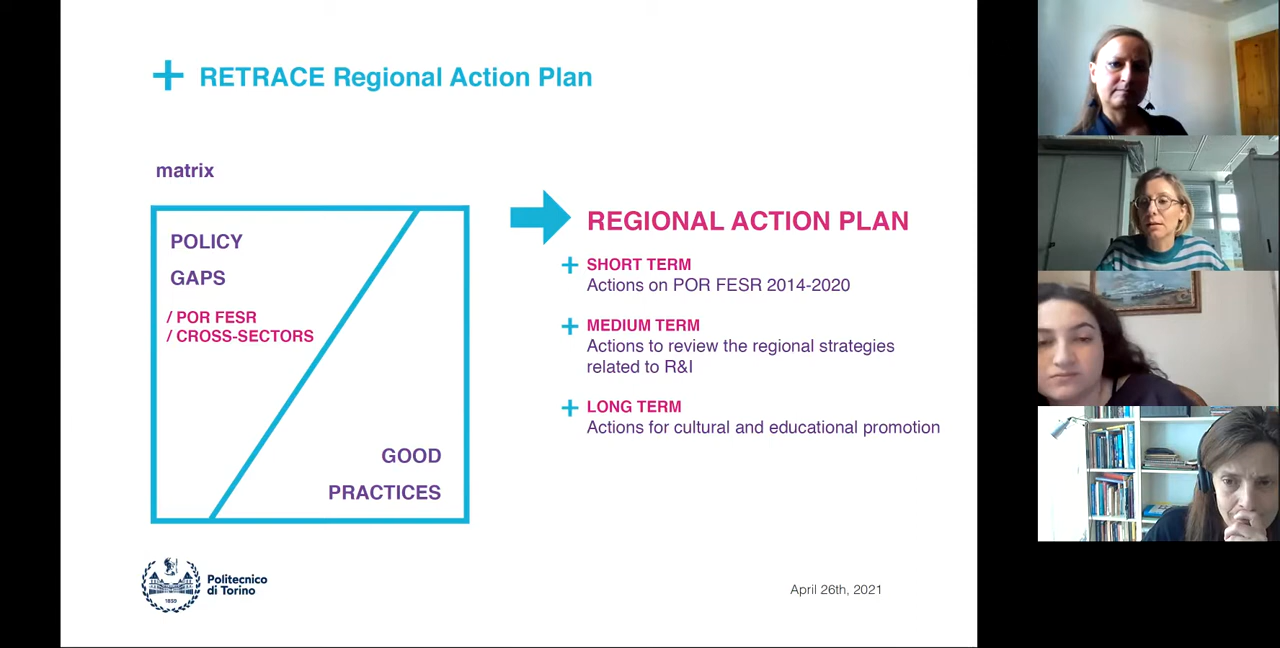 RETRACE Regional Action Plan
matrix
POLICY
GAPS
/ POR FESR
/ CROSS-SECTORS
GOOD
PRACTICES
REGIONAL ACTION PLAN
SHORT TERM
Actions on POR FESR 2014-2020
MEDIUM TERM
Actions to review the regional strategies
related to R&I
LONG TERM
Actions for cultural and educational promotion
Politecnico
di Torino
1859
April 26th, 2021